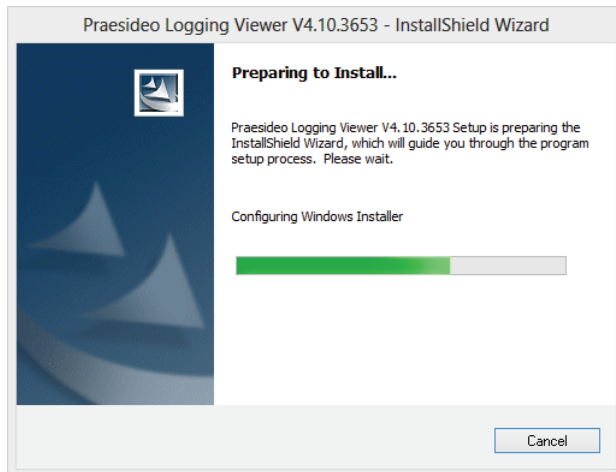 Praesideo Logging Viewer V4.10.3653 - InstallShield Wizard
Preparing to Install...
Praesideo Logging Viewer V4.10.3653 Setup is preparing the
InstallShield Wizard, which will guide you through the program
setup process. Please wait.
Configuring Windows Installer
Cancel